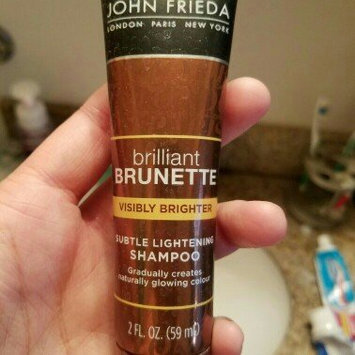 JOHN FRIEDA
LONDON PARIS NEW YORK
brilliant
BRUNETTE
VISIBLY BRIGHTER
SUBTLE LIGHTENING
SHAMPOO
Gradually creates
naturally glowing colour
2 FL. OZ. (59 mL)